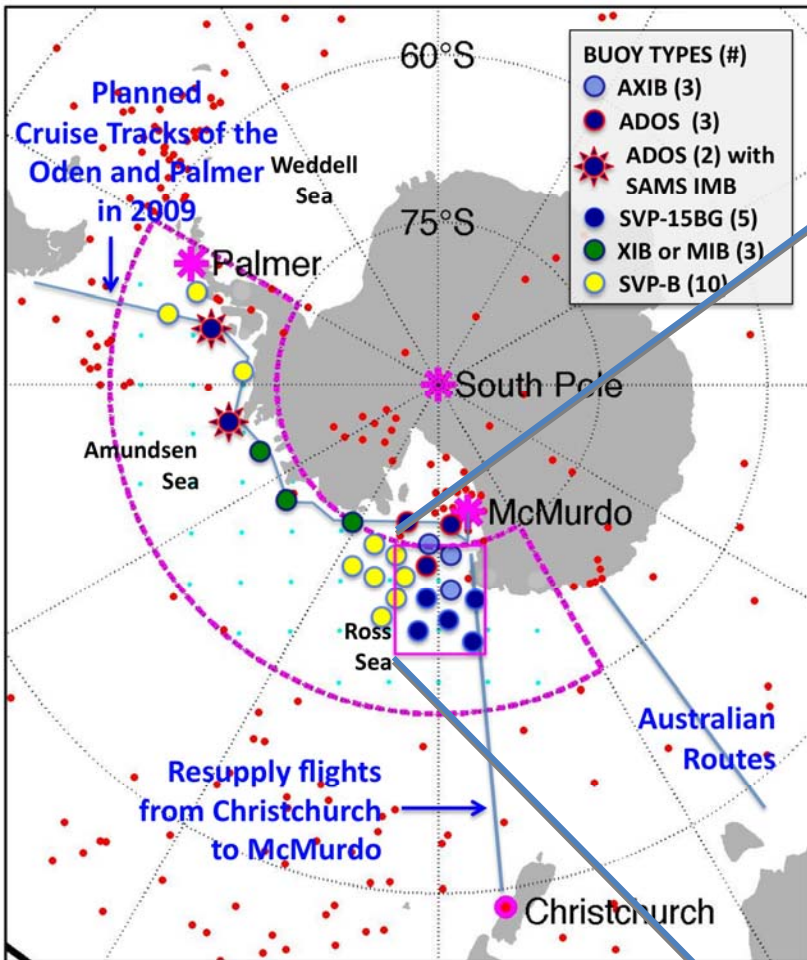 60°S
BUOY TYPES (#)
AXIB (3)
ADOS (3)
ADOS (2) with
SAMS IMB
SVP-15BG (5)
XIB or MIB (3)
SVP-B (10)
Planned
Cruise Tracks of the
Oden and Palmer
in 2009
Weddell
Sea
75°S
Palmer
South Pole
Amundsen
Sea
McMurdo
Ross
Sea
Australian
Routes
Resupply flights
from Christchurch
to McMurdo
Christchurch